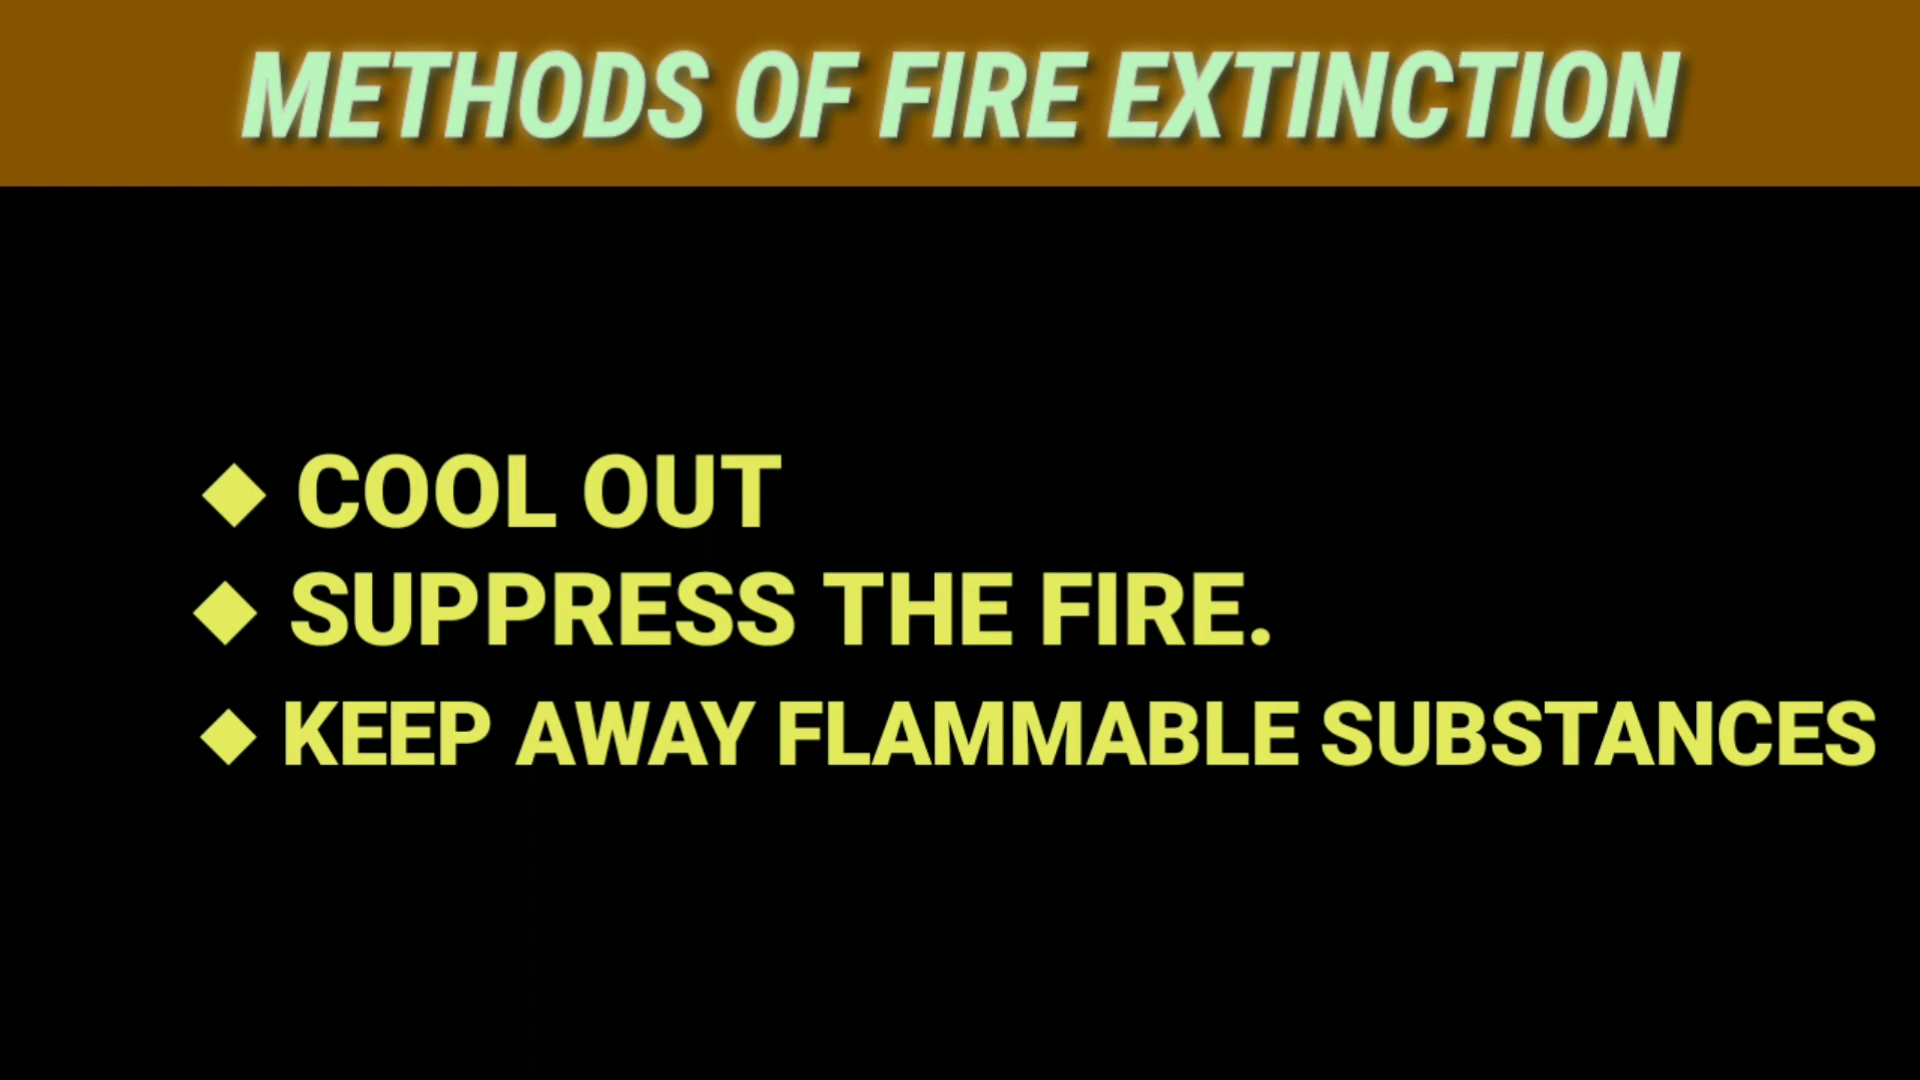 METHODS OF FIRE EXTINCTION
◆ COOL OUT
◆ SUPPRESS THE FIRE.
◆ KEEP AWAY FLAMMABLE SUBSTANCES